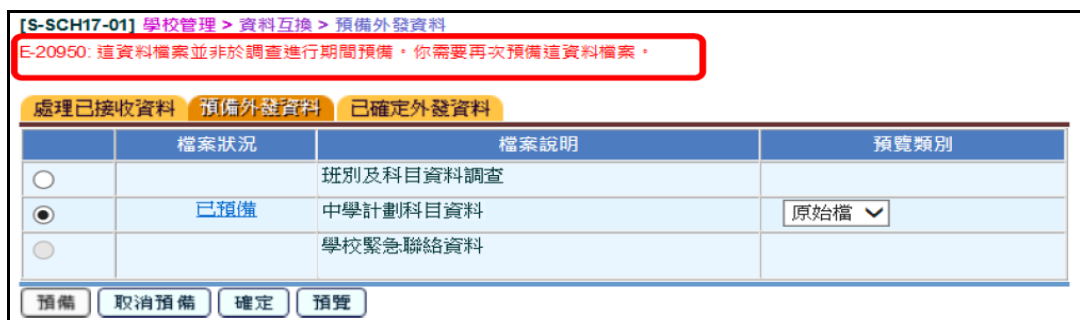 [S-SCH17-01] 學校管理 > 資料互換 > 預備外發資料
E-20950: 這資料檔案並非於調查進行期間預備。你需要再次預備這資料檔案。
處理已接收資料 預備外發資料 已確定外發資料
檔案狀況 檔案說明 預覽類別
班別及科目資料調查
已預備 中學計劃科目資料 原始檔
學校緊急聯絡資料
預備 取消預備 確定 預覽